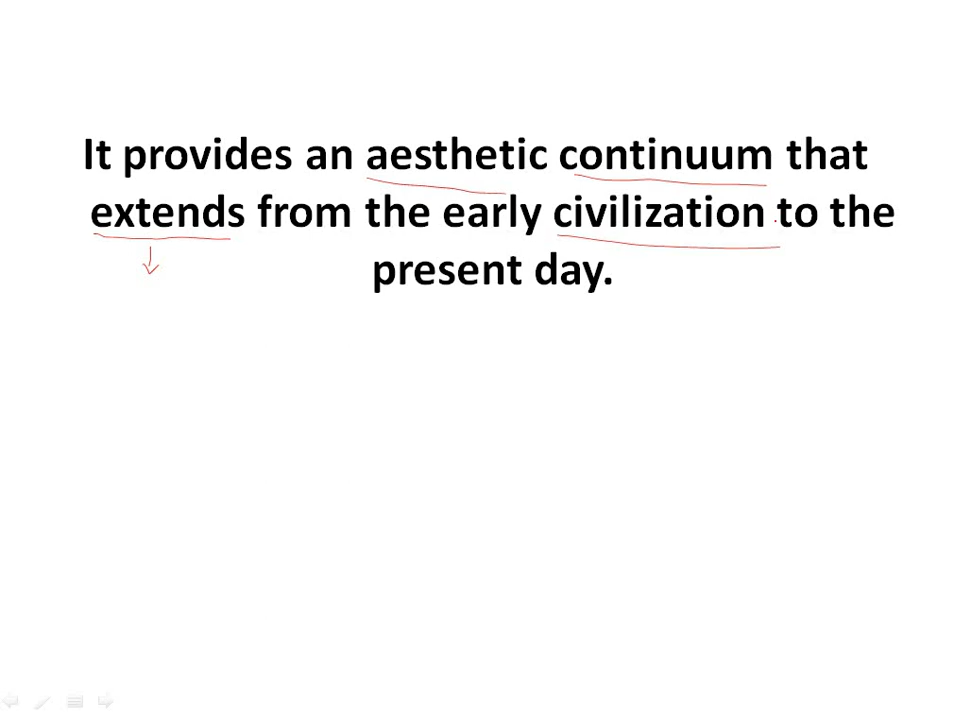 It provides an aesthetic continuum that
extends from the early civilization to the
present day.